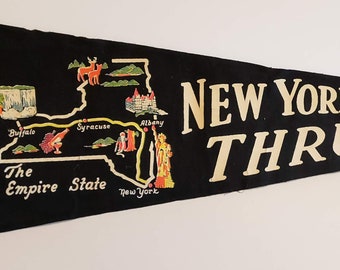 Buffalo
Syracuse
Albany
The
Empire State
New York
NEW YOR
THRU